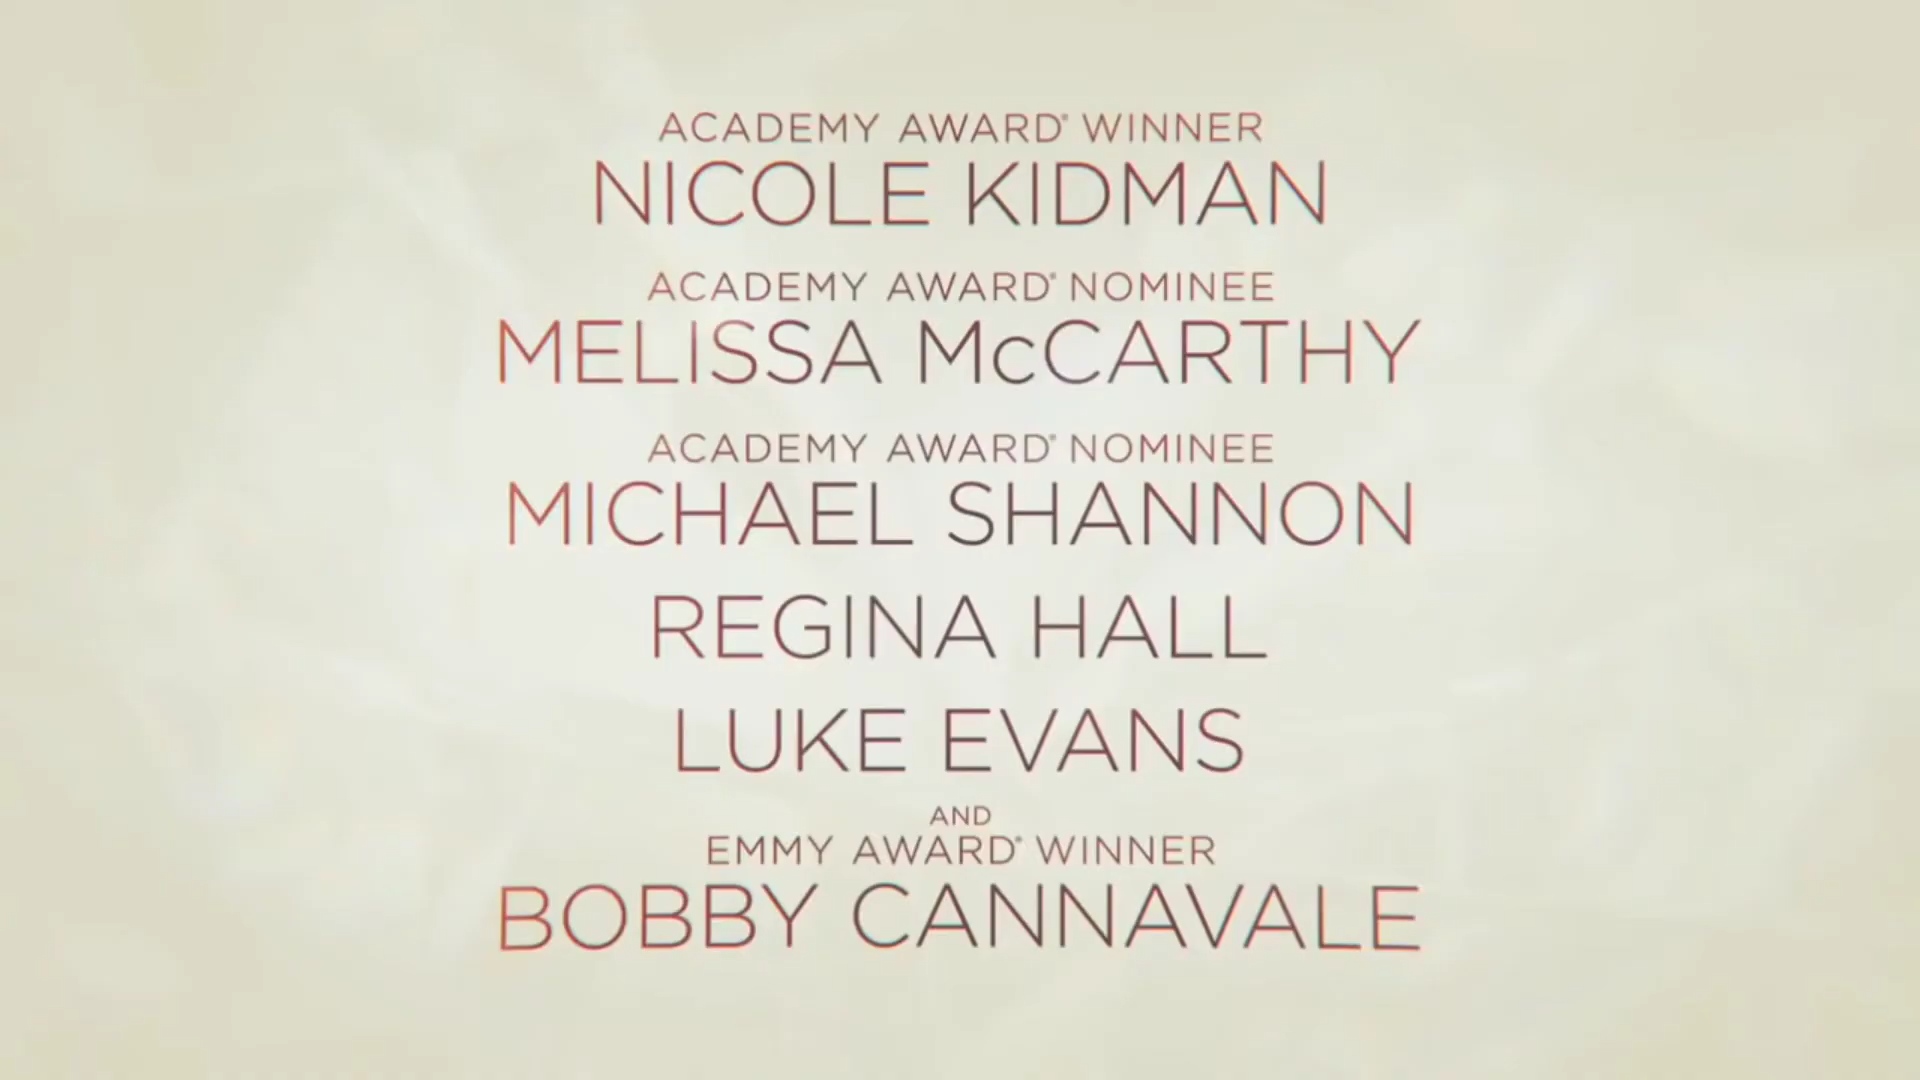 ACADEMY AWARD® WINNER
NICOLE KIDMAN
ACADEMY AWARD® NOMINEE
MELISSA McCARTHY
ACADEMY AWARD® NOMINEE
MICHAEL SHANNON
REGINA HALL
LUKE EVANS
AND
EMMY AWARD® WINNER
BOBBY CANNAVALE